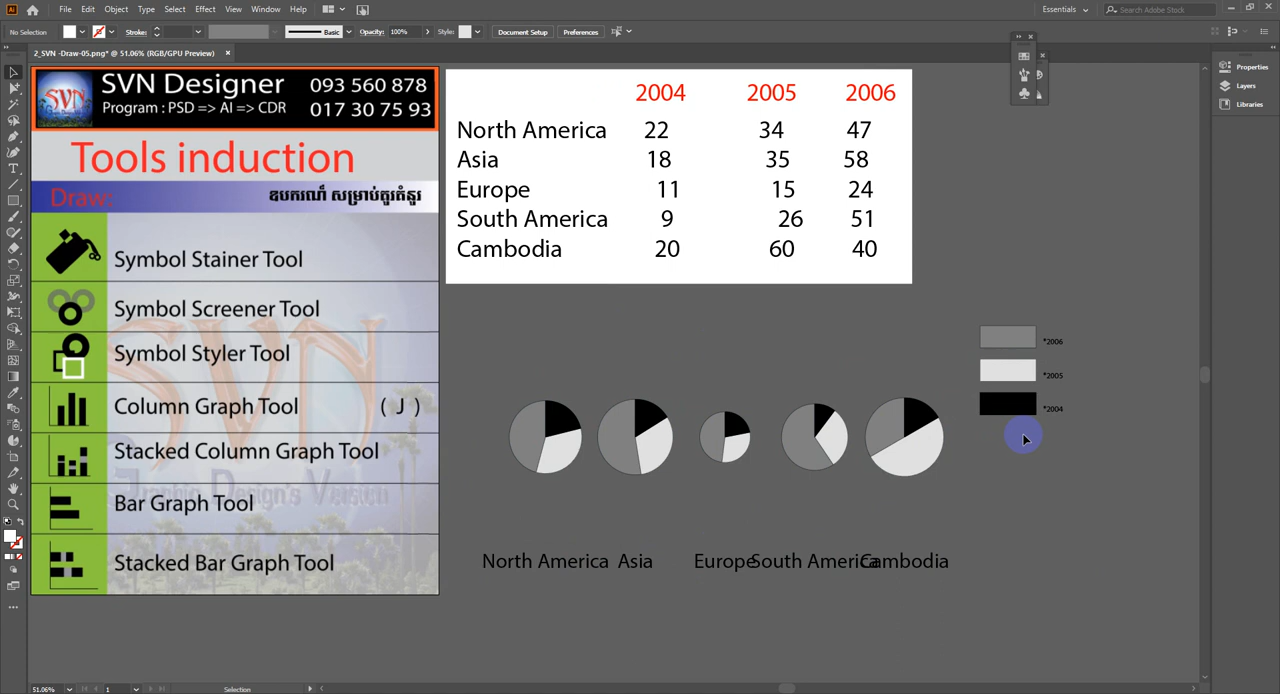 File Edit Object Type Select Effect View Window Help
Essentials
Search Adobe Stock
No Selection
Stroke:
Basic
Opacity: 100%
Style:
Document Setup
Preferences
2_SVN -Draw-05.png* @ 51.06% (RGB/GPU Preview)
Properties
Layers
Libraries
SVN
SVN Designer
093 560 878
Program : PSD => AI => CDR
017 30 75 93
Tools induction
Draw:
ឧបករណ៏ សម្រាប់គូរគំនូរ
Symbol Stainer Tool
Symbol Screener Tool
Symbol Styler Tool
Column Graph Tool ( J )
Stacked Column Graph Tool
Bar Graph Tool
Stacked Bar Graph Tool
SVN
Graphic Design's Version
2004 2005 2006
North America 22 34 47
Asia 18 35 58
Europe 11 15 24
South America 9 26 51
Cambodia 20 60 40
*2006
*2005
*2004
North America Asia Europe South America Cambodia
51.06%
1
Selection